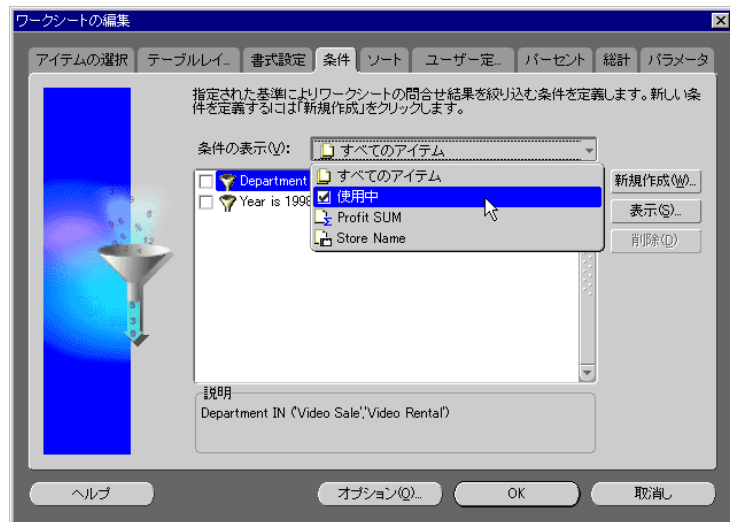 ワークシートの編集
アイテムの選択 テーブルレイ... 書式設定 条件 ソート ユーザー定... パーセント 総計 パラメータ
指定された基準によりワークシートの問合せ結果を絞り込む条件を定義します。新しい条
件を定義するには「新規作成」をクリックします。
条件の表示(V): すべてのアイテム
すべてのアイテム
使用中
Profit SUM
Store Name
Department
Year is 1998
新規作成(W)...
表示(S)...
削除(D)
説明
Department IN ('Video Sale','Video Rental')
ヘルプ オプション(O)... OK 取消し